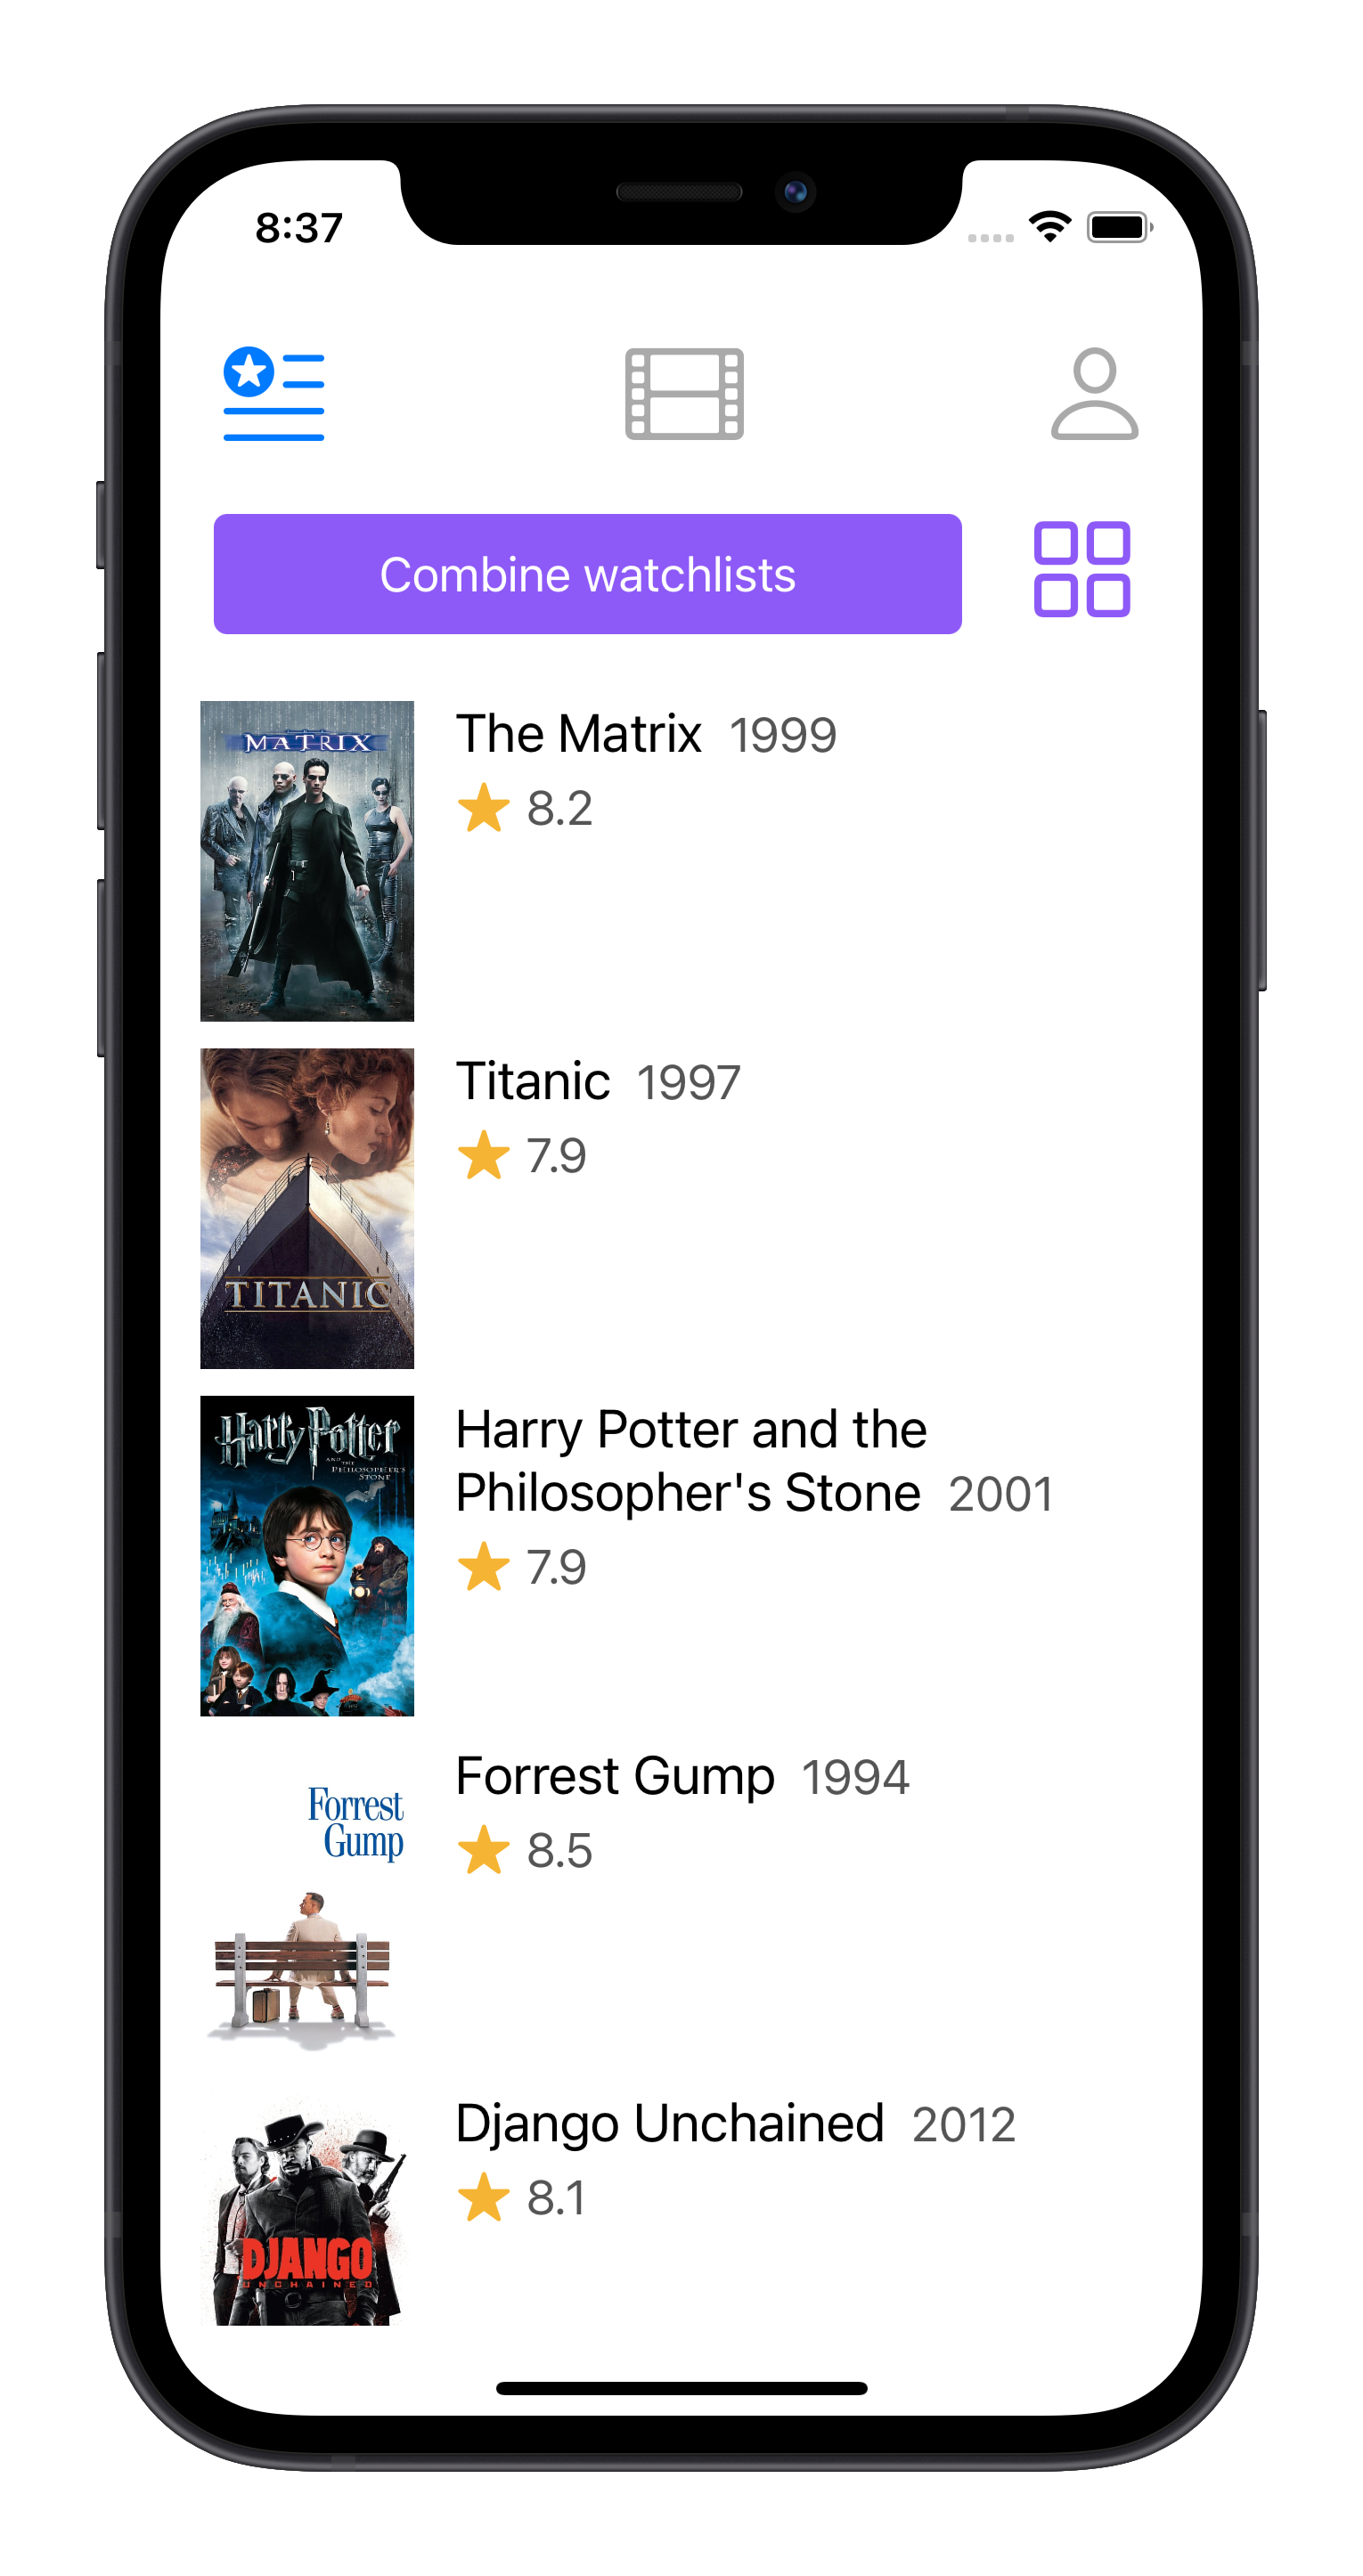 8:37
Combine watchlists
MATRIX
The Matrix 1999
8.2
TITANIC
Titanic 1997
7.9
Harry Potter
AND THE
PHILOSOPHER'S
STONE
Harry Potter and the
Philosopher's Stone 2001
7.9
Forrest
Gump
Forrest Gump 1994
8.5
DJANGO
UNCHAINED
Django Unchained 2012
8.1